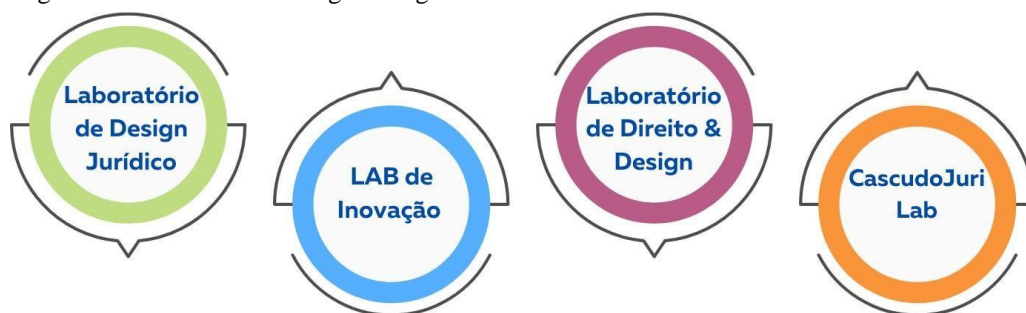 Laboratório
de Design
Jurídico
LAB de
Inovação
Laboratório
de Direito &
Design
CascudoJuri
Lab